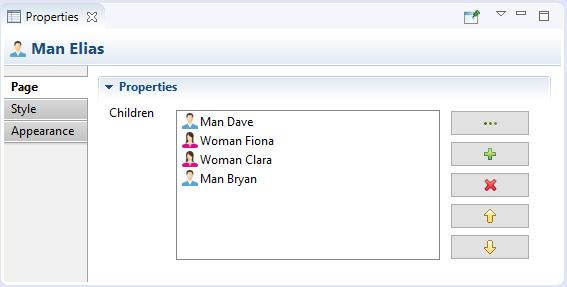 Properties
Man Elias
Page
Style
Appearance
Properties
Children
Man Dave
Woman Fiona
Woman Clara
Man Bryan